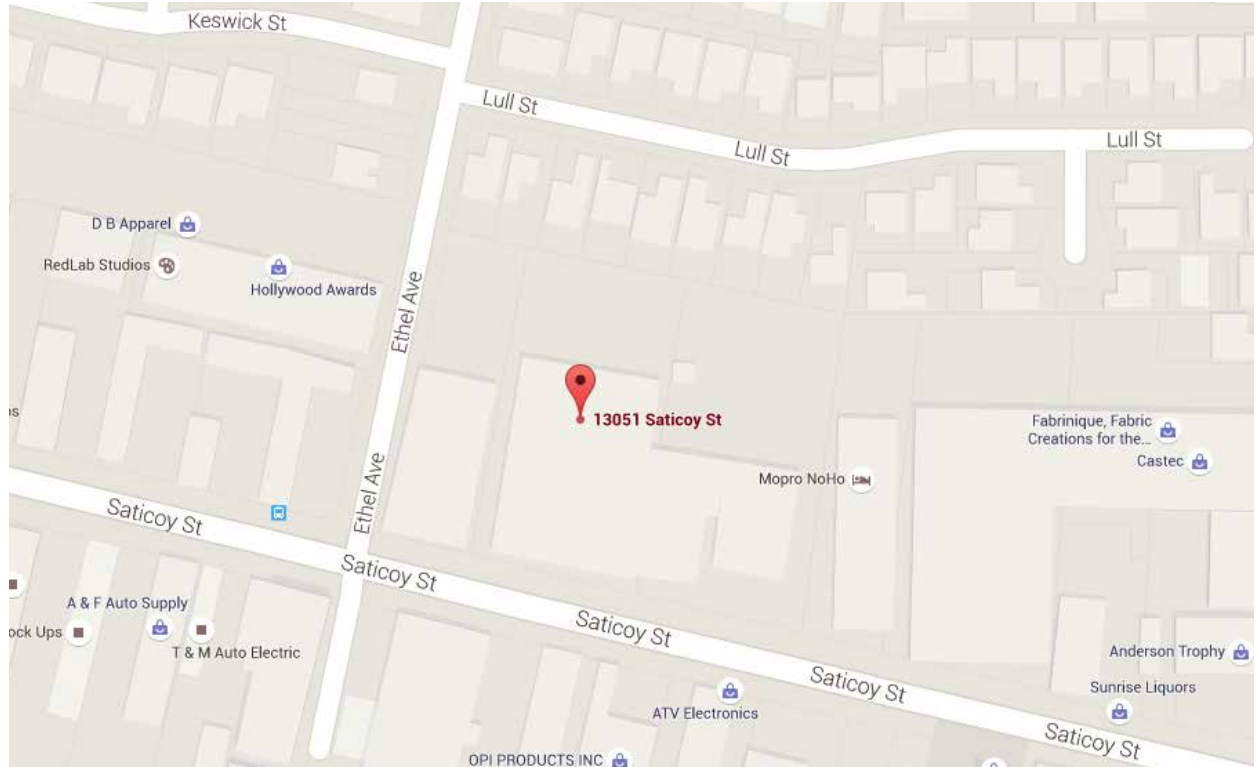 Keswick St
Lull St
Lull St
Lull St
D B Apparel
RedLab Studios
Hollywood Awards
Ethel Ave
13051 Saticoy St
Fabrinique, Fabric
Creations for the...
Castec
Mopro NoHo
Saticoy St
Ethel Ave
Saticoy St
A & F Auto Supply
ock Ups
T & M Auto Electric
Saticoy St
Anderson Trophy
Saticoy St
Sunrise Liquors
ATV Electronics
Saticoy St
OPI PRODUCTS INC